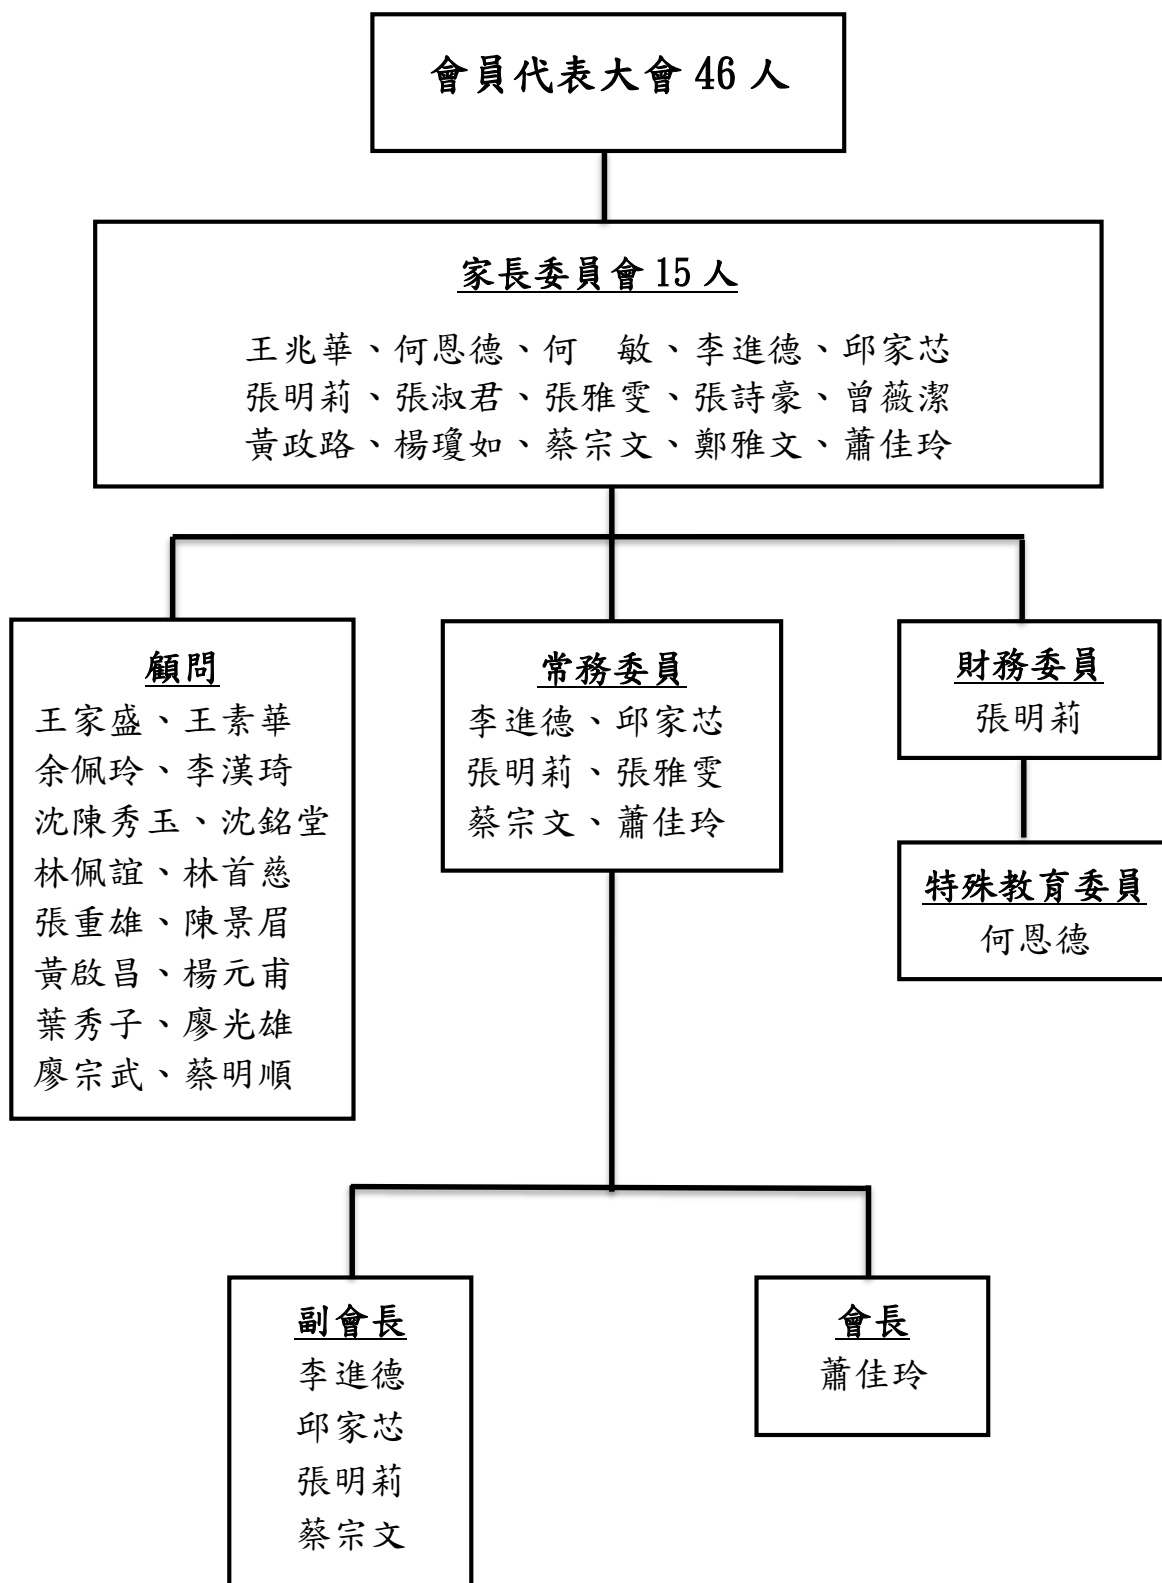 會員代表大會 46 人
家長委員會 15 人
王兆華、何恩德、何　敏、李進德、邱家芯
張明莉、張淑君、張雅雯、張詩豪、曾薇潔
黃政路、楊瓊如、蔡宗文、鄭雅文、蕭佳玲
顧問
王家盛、王素華
余佩玲、李漢琦
沈陳秀玉、沈銘堂
林佩誼、林首慈
張重雄、陳景眉
黃啟昌、楊元甫
葉秀子、廖光雄
廖宗武、蔡明順
常務委員
李進德、邱家芯
張明莉、張雅雯
蔡宗文、蕭佳玲
財務委員
張明莉
特殊教育委員
何恩德
副會長
李進德
邱家芯
張明莉
蔡宗文
會長
蕭佳玲